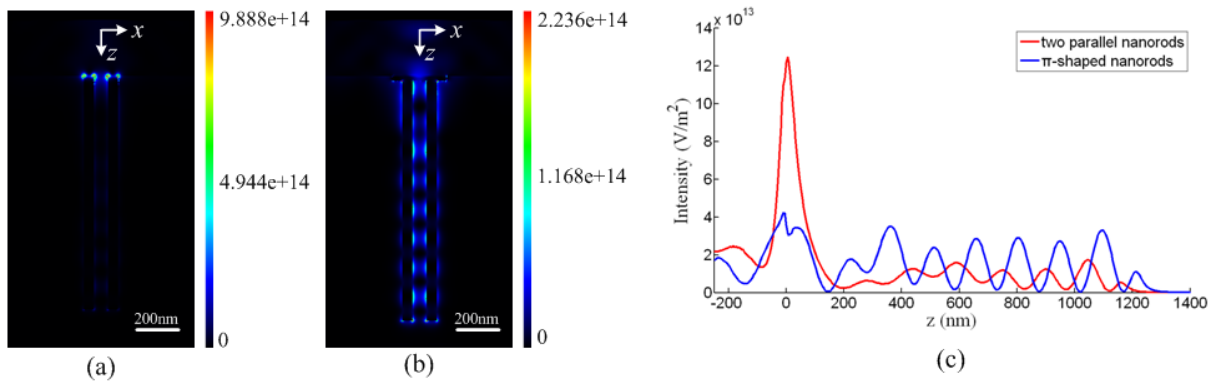 x
z
200nm
9.888e+14
4.944e+14
0
(a)
x
z
200nm
2.236e+14
1.168e+14
0
(b)
x 10^13
14
12
10
8
6
4
2
0
Intensity (V/m²)
two parallel nanorods
π-shaped nanorods
-200 0 200 400 600 800 1000 1200 1400
z (nm)
(c)